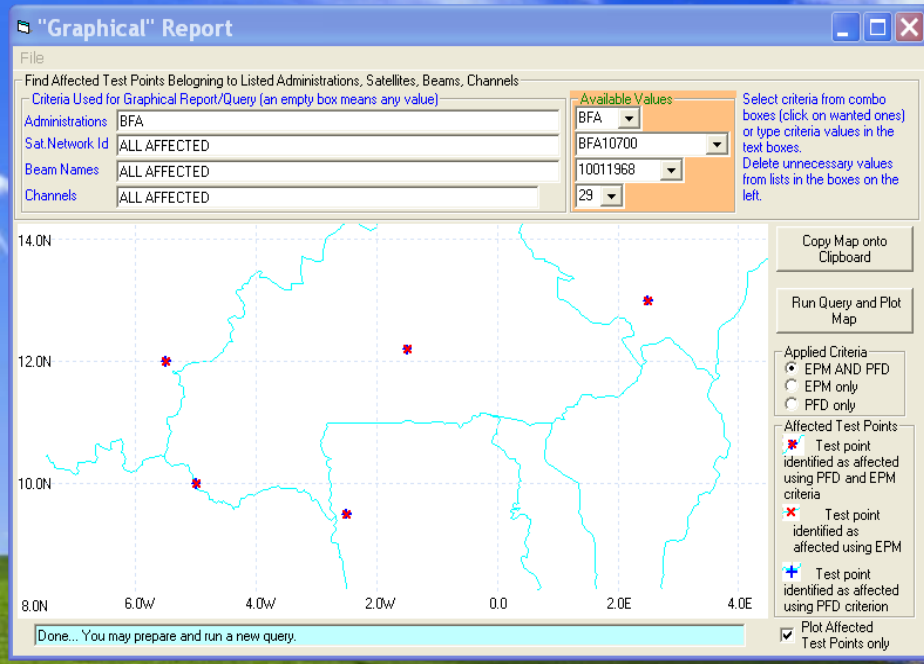 "Graphical" Report
File
Find Affected Test Points Belogning to Listed Administrations, Satellites, Beams, Channels
Criteria Used for Graphical Report/Query (an empty box means any value)
Administrations BFA
Sat.Network Id ALL AFFECTED
Beam Names ALL AFFECTED
Channels ALL AFFECTED
Available Values
BFA
BFA10700
10011968
29
Select criteria from combo
boxes (click on wanted ones)
or type criteria values in the
text boxes.
Delete unnecessary values
from lists in the boxes on the
left.
14.0N
12.0N
10.0N
8.0N
6.0W
4.0W
2.0W
0.0
2.0E
4.0E
Copy Map onto
Clipboard
Run Query and Plot
Map
Applied Criteria
EPM AND PFD
EPM only
PFD only
Affected Test Points
Test point
identified as affected
using PFD and EPM
criteria
Test point
identified as
affected using EPM
Test point
identified as affected
using PFD criterion
Plot Affected
Test Points only
Done... You may prepare and run a new query.